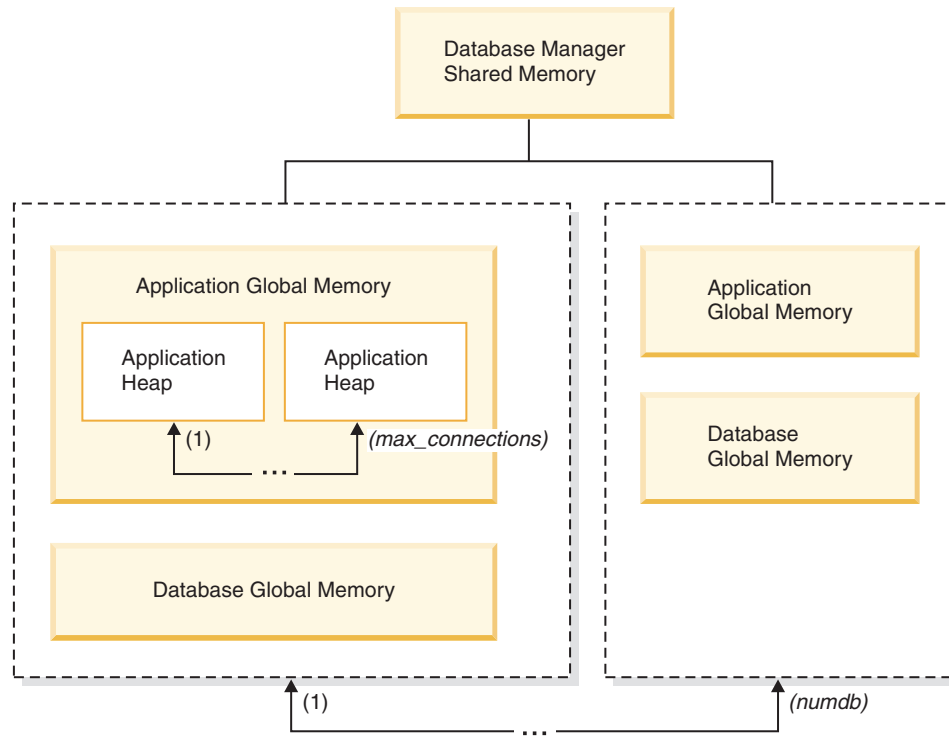 Database Manager
Shared Memory
Application Global Memory
Application
Heap
Application
Heap
(1)
(max_connections)
...
Database Global Memory
Application
Global Memory
Database
Global Memory
(1)
(numdb)
...